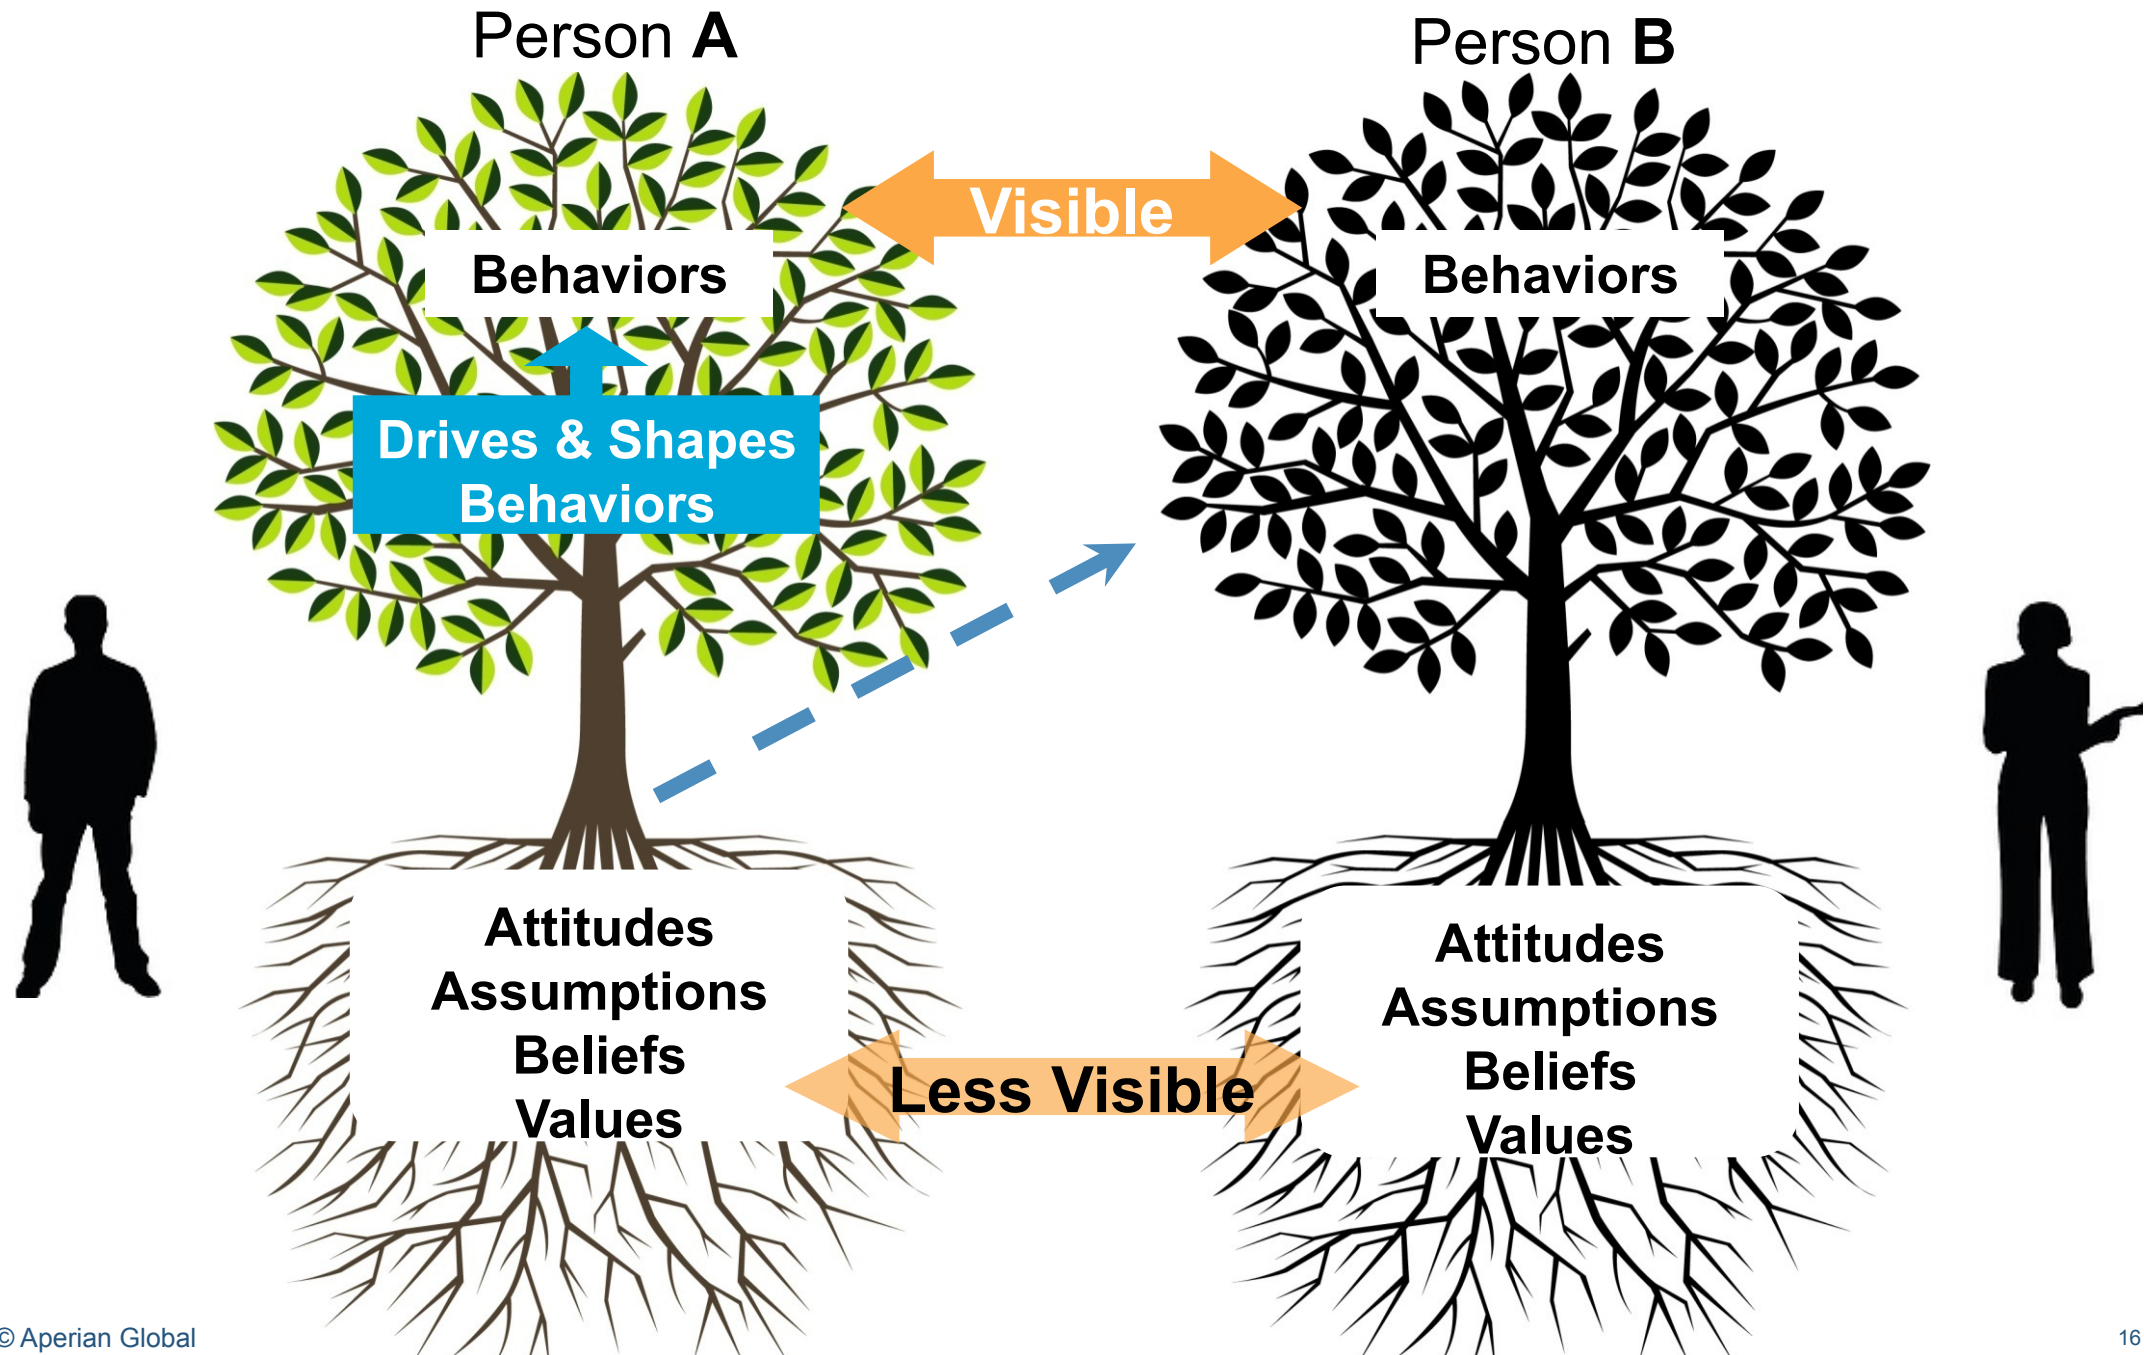 Person A
Person B
Visible
Behaviors
Behaviors
Drives & Shapes
Behaviors
Attitudes
Assumptions
Beliefs
Values
Attitudes
Assumptions
Beliefs
Values
Less Visible
© Aperian Global
16